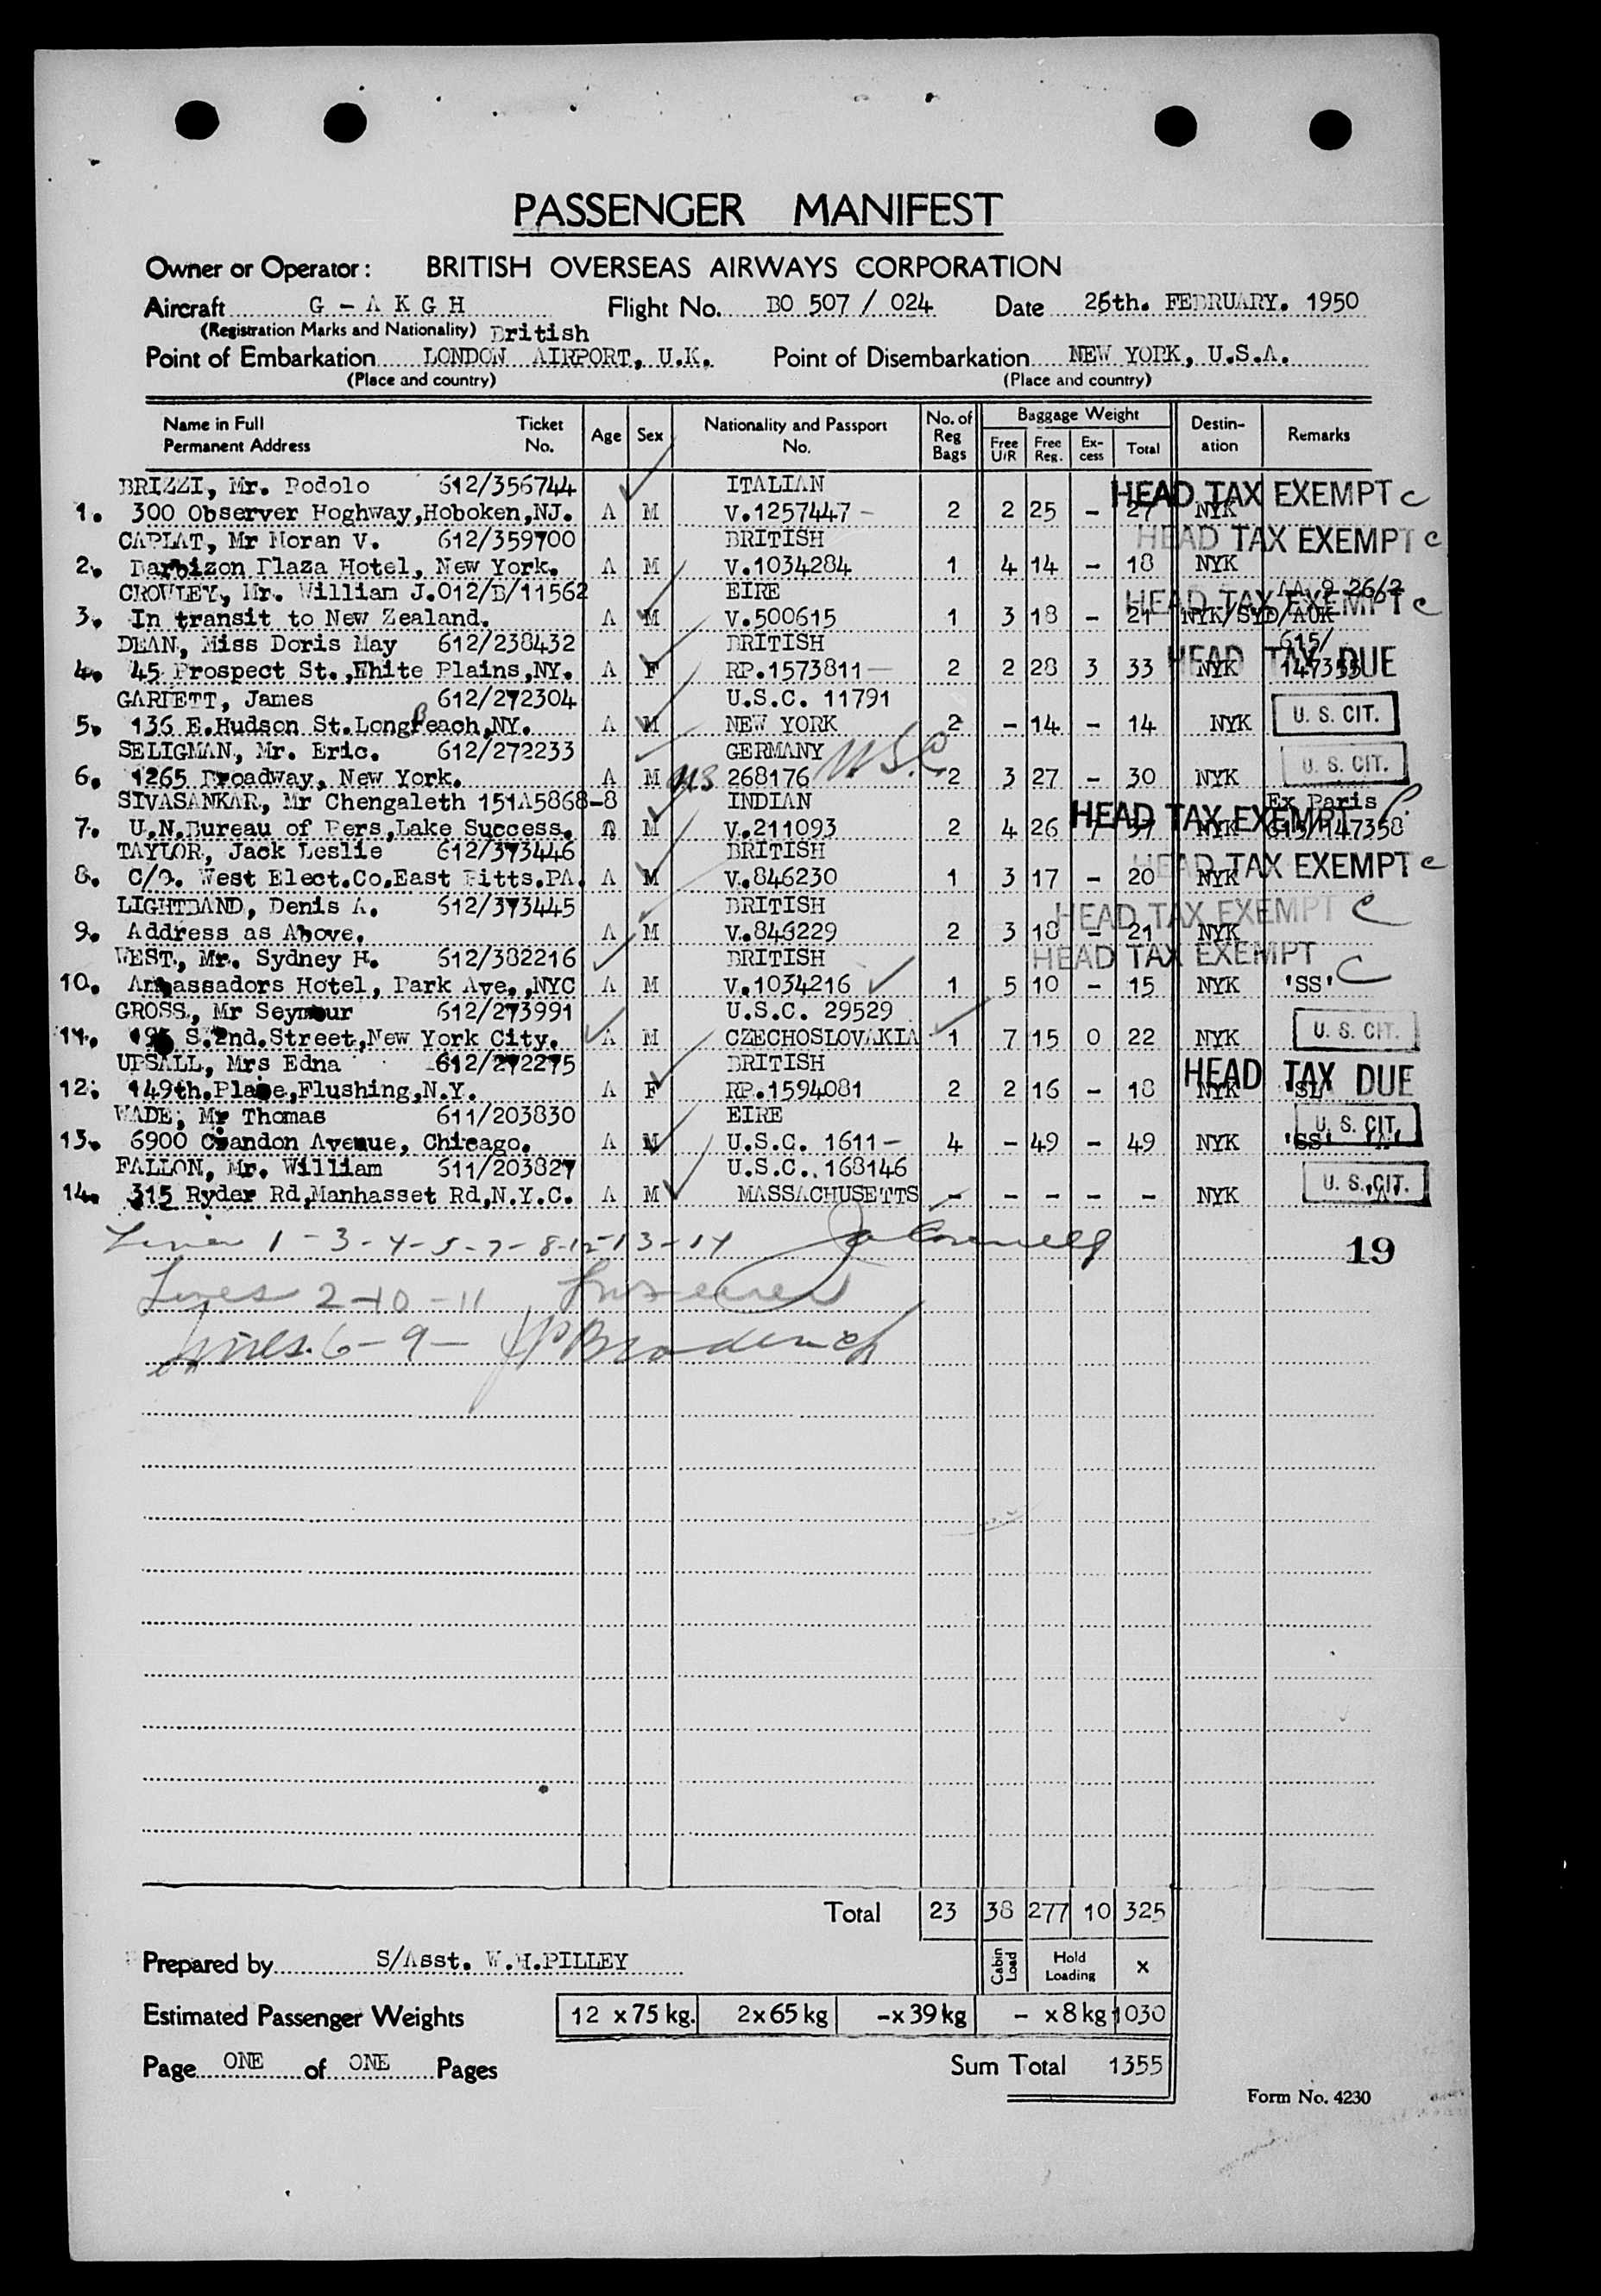 PASSENGER MANIFEST
Owner or Operator: BRITISH OVERSEAS AIRWAYS CORPORATION
Aircraft G - A K G H Flight No. BO 507 / 024 Date 26th. FEBRUARY. 1950
(Registration Marks and Nationality) British
Point of Embarkation LONDON AIRPORT, U.K. Point of Disembarkation NEW YORK, U.S.A.
(Place and country) (Place and country)
Name in Full Permanent Address Ticket No. Age Sex Nationality and Passport No. No. of Reg Bags Baggage Weight Free U/R Free Reg. Ex-cess Total Destin-ation Remarks
BRIZZI, Mr. Rodolo 612/356744 ITALIAN HEAD TAX EXEMPT C
1. 300 Observer Hoghway,Hoboken,NJ. A M V.1257447 - 2 2 25 - 27 NYK
CAPLAT, Mr Moran V. 612/359700 BRITISH HEAD TAX EXEMPT C
2. Barbizon Plaza Hotel, New York. A M V.1034284 1 4 14 - 18 NYK
CROWLEY, Mr. William J.012/B/11562 EIRE 26/2 HEAD TAX EXEMPT C
3. In transit to New Zealand. A M V.500615 1 3 18 - 21 NYK/SYD/AUK
DEAN, Miss Doris May 612/238432 BRITISH 615/ HEAD TAX DUE
4. 45 Prospect St.,White Plains,NY. A F RP.1573811 - 2 2 28 3 33 NYK 147355
GARLETT, James 612/272304 U.S.C. 11791
5. 136 E.Hudson St.LongBeach,NY. A M NEW YORK 2 - 14 - 14 NYK U. S. CIT.
SELIGMAN, Mr. Eric. 612/272233 GERMANY USC
6. 1265 Broadway, New York. A M US 268176 2 3 27 - 30 NYK U. S. CIT.
SIVASANKAR, Mr Chengaleth 151A5868-8 INDIAN Ex Paris
7. U.N.Bureau of Pers,Lake Success. A M V.211093 2 4 26 7 37 NYK 615/147358 HEAD TAX EXEMPT
TAYLOR, Jack Leslie 612/373446 BRITISH
8. C/O. West Elect.Co,East Pitts.PA. A M V.846230 1 3 17 - 20 NYK HEAD TAX EXEMPT C
LIGHTBAND, Denis A. 612/373445 BRITISH HEAD TAX EXEMPT C
9. Address as Above. A M V.846229 2 3 18 - 21 NYK
WEST, Mr. Sydney H. 612/382216 BRITISH HEAD TAX EXEMPT C
10. Ambassadors Hotel, Park Ave.,NYC A M V.1034216 1 5 10 - 15 NYK 'SS'
GROSS, Mr Seymour 612/273991 U.S.C. 29529
11. S.2nd.Street,New York City. A M CZECHOSLOVAKIA 1 7 15 0 22 NYK U. S. CIT.
UPSALL, Mrs Edna 612/272275 BRITISH HEAD TAX DUE
12. 149th.Place,Flushing,N.Y. A F RP.1594081 2 2 16 - 18 NYK 'SL'
WADE, Mr Thomas 611/203830 EIRE U. S. CIT.
13. 6900 Crandon Avenue, Chicago. A M U.S.C. 1611 - 4 - 49 - 49 NYK 'SS' 'A'
FALLON, Mr. William 611/203827 U.S.C. 168146
14. 315 Ryder Rd,Manhasset Rd,N.Y.C. A M MASSACHUSETTS - - - - - NYK U. S. CIT.
Lines 1-3-4-5-7-8-12-13-14
19
Lines 2-10-11
Lines. 6-9- Broderick
Total 23 38 277 10 325
Prepared by S/Asst. W.H.PILLEY Cabin Load Hold Loading x
Estimated Passenger Weights 12 x 75 kg. 2 x 65 kg - x 39 kg - x 8 kg 1030
Page ONE of ONE Pages Sum Total 1355
Form No. 4230